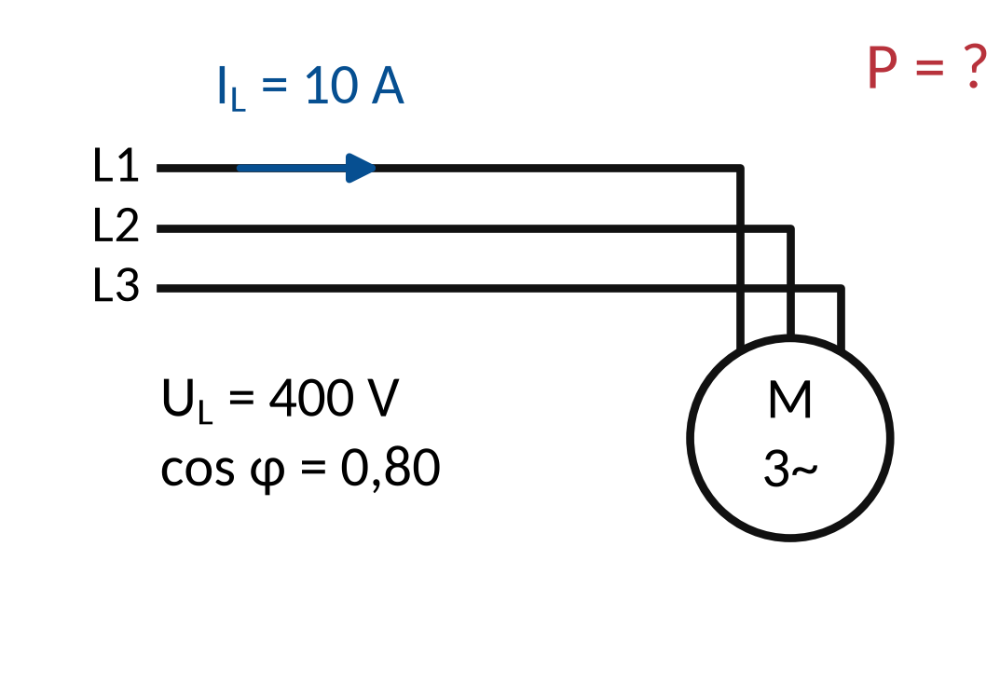 P = ?
I_L = 10 A
L1
L2
L3
U_L = 400 V
cos φ = 0,80
M
3~